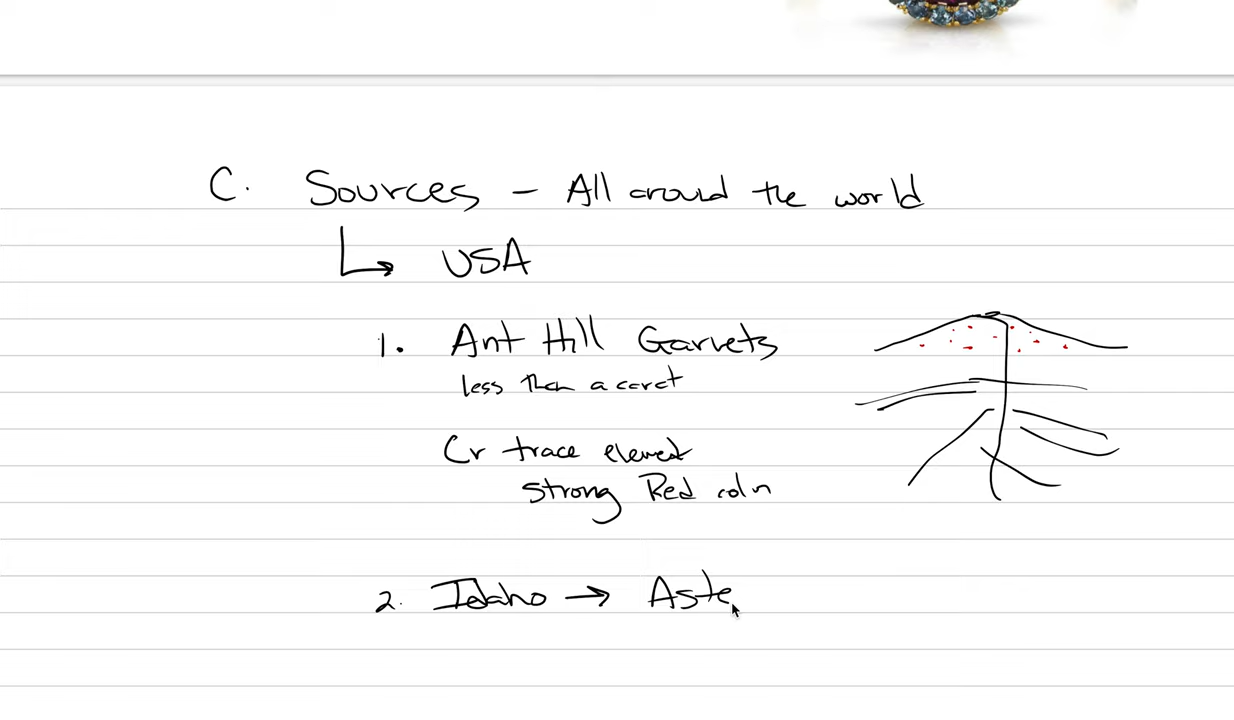 C. Sources – All around the world
↳ USA
1. Ant Hill Garnets
less than a carat
Cr trace element
strong Red color
2. Idaho → Aste